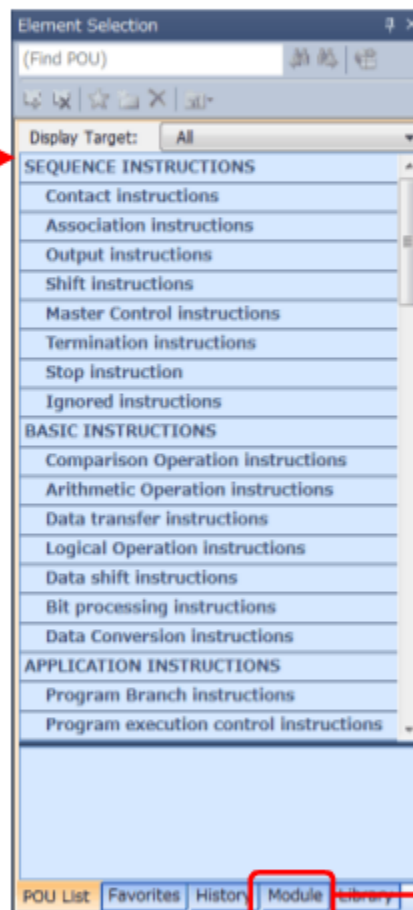 Element Selection
(Find POU)
Display Target: All
SEQUENCE INSTRUCTIONS
Contact instructions
Association instructions
Output instructions
Shift instructions
Master Control instructions
Termination instructions
Stop instruction
Ignored instructions
BASIC INSTRUCTIONS
Comparison Operation instructions
Arithmetic Operation instructions
Data transfer instructions
Logical Operation instructions
Data shift instructions
Bit processing instructions
Data Conversion instructions
APPLICATION INSTRUCTIONS
Program Branch instructions
Program execution control instructions
POU List Favorites History Module Library